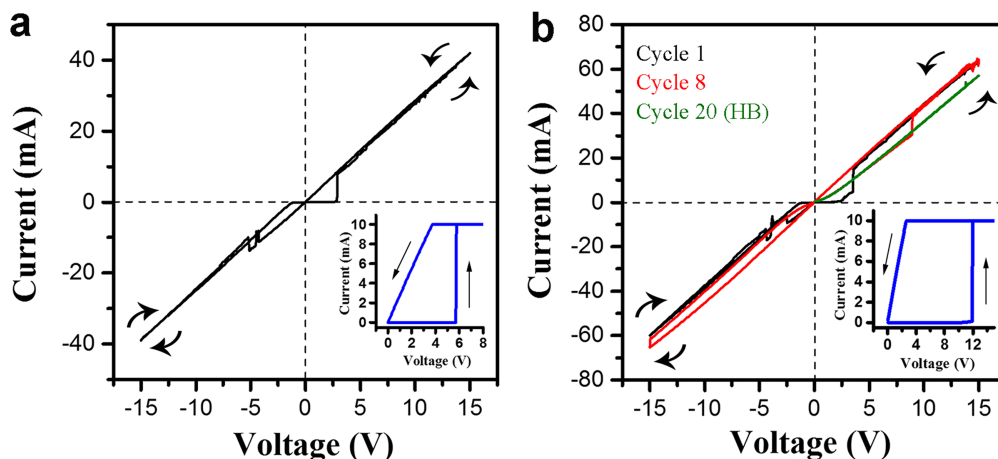 a
Current (mA)
40
20
0
-20
-40
-15 -10 -5 0 5 10 15
Voltage (V)
Current (mA)
10
8
6
4
2
0
0 2 4 6 8
Voltage (V)
b
Cycle 1
Cycle 8
Cycle 20 (HB)
Current (mA)
80
60
40
20
0
-20
-40
-60
-80
-15 -10 -5 0 5 10 15
Voltage (V)
Current (mA)
10
8
6
4
2
0
0 4 8 12
Voltage (V)